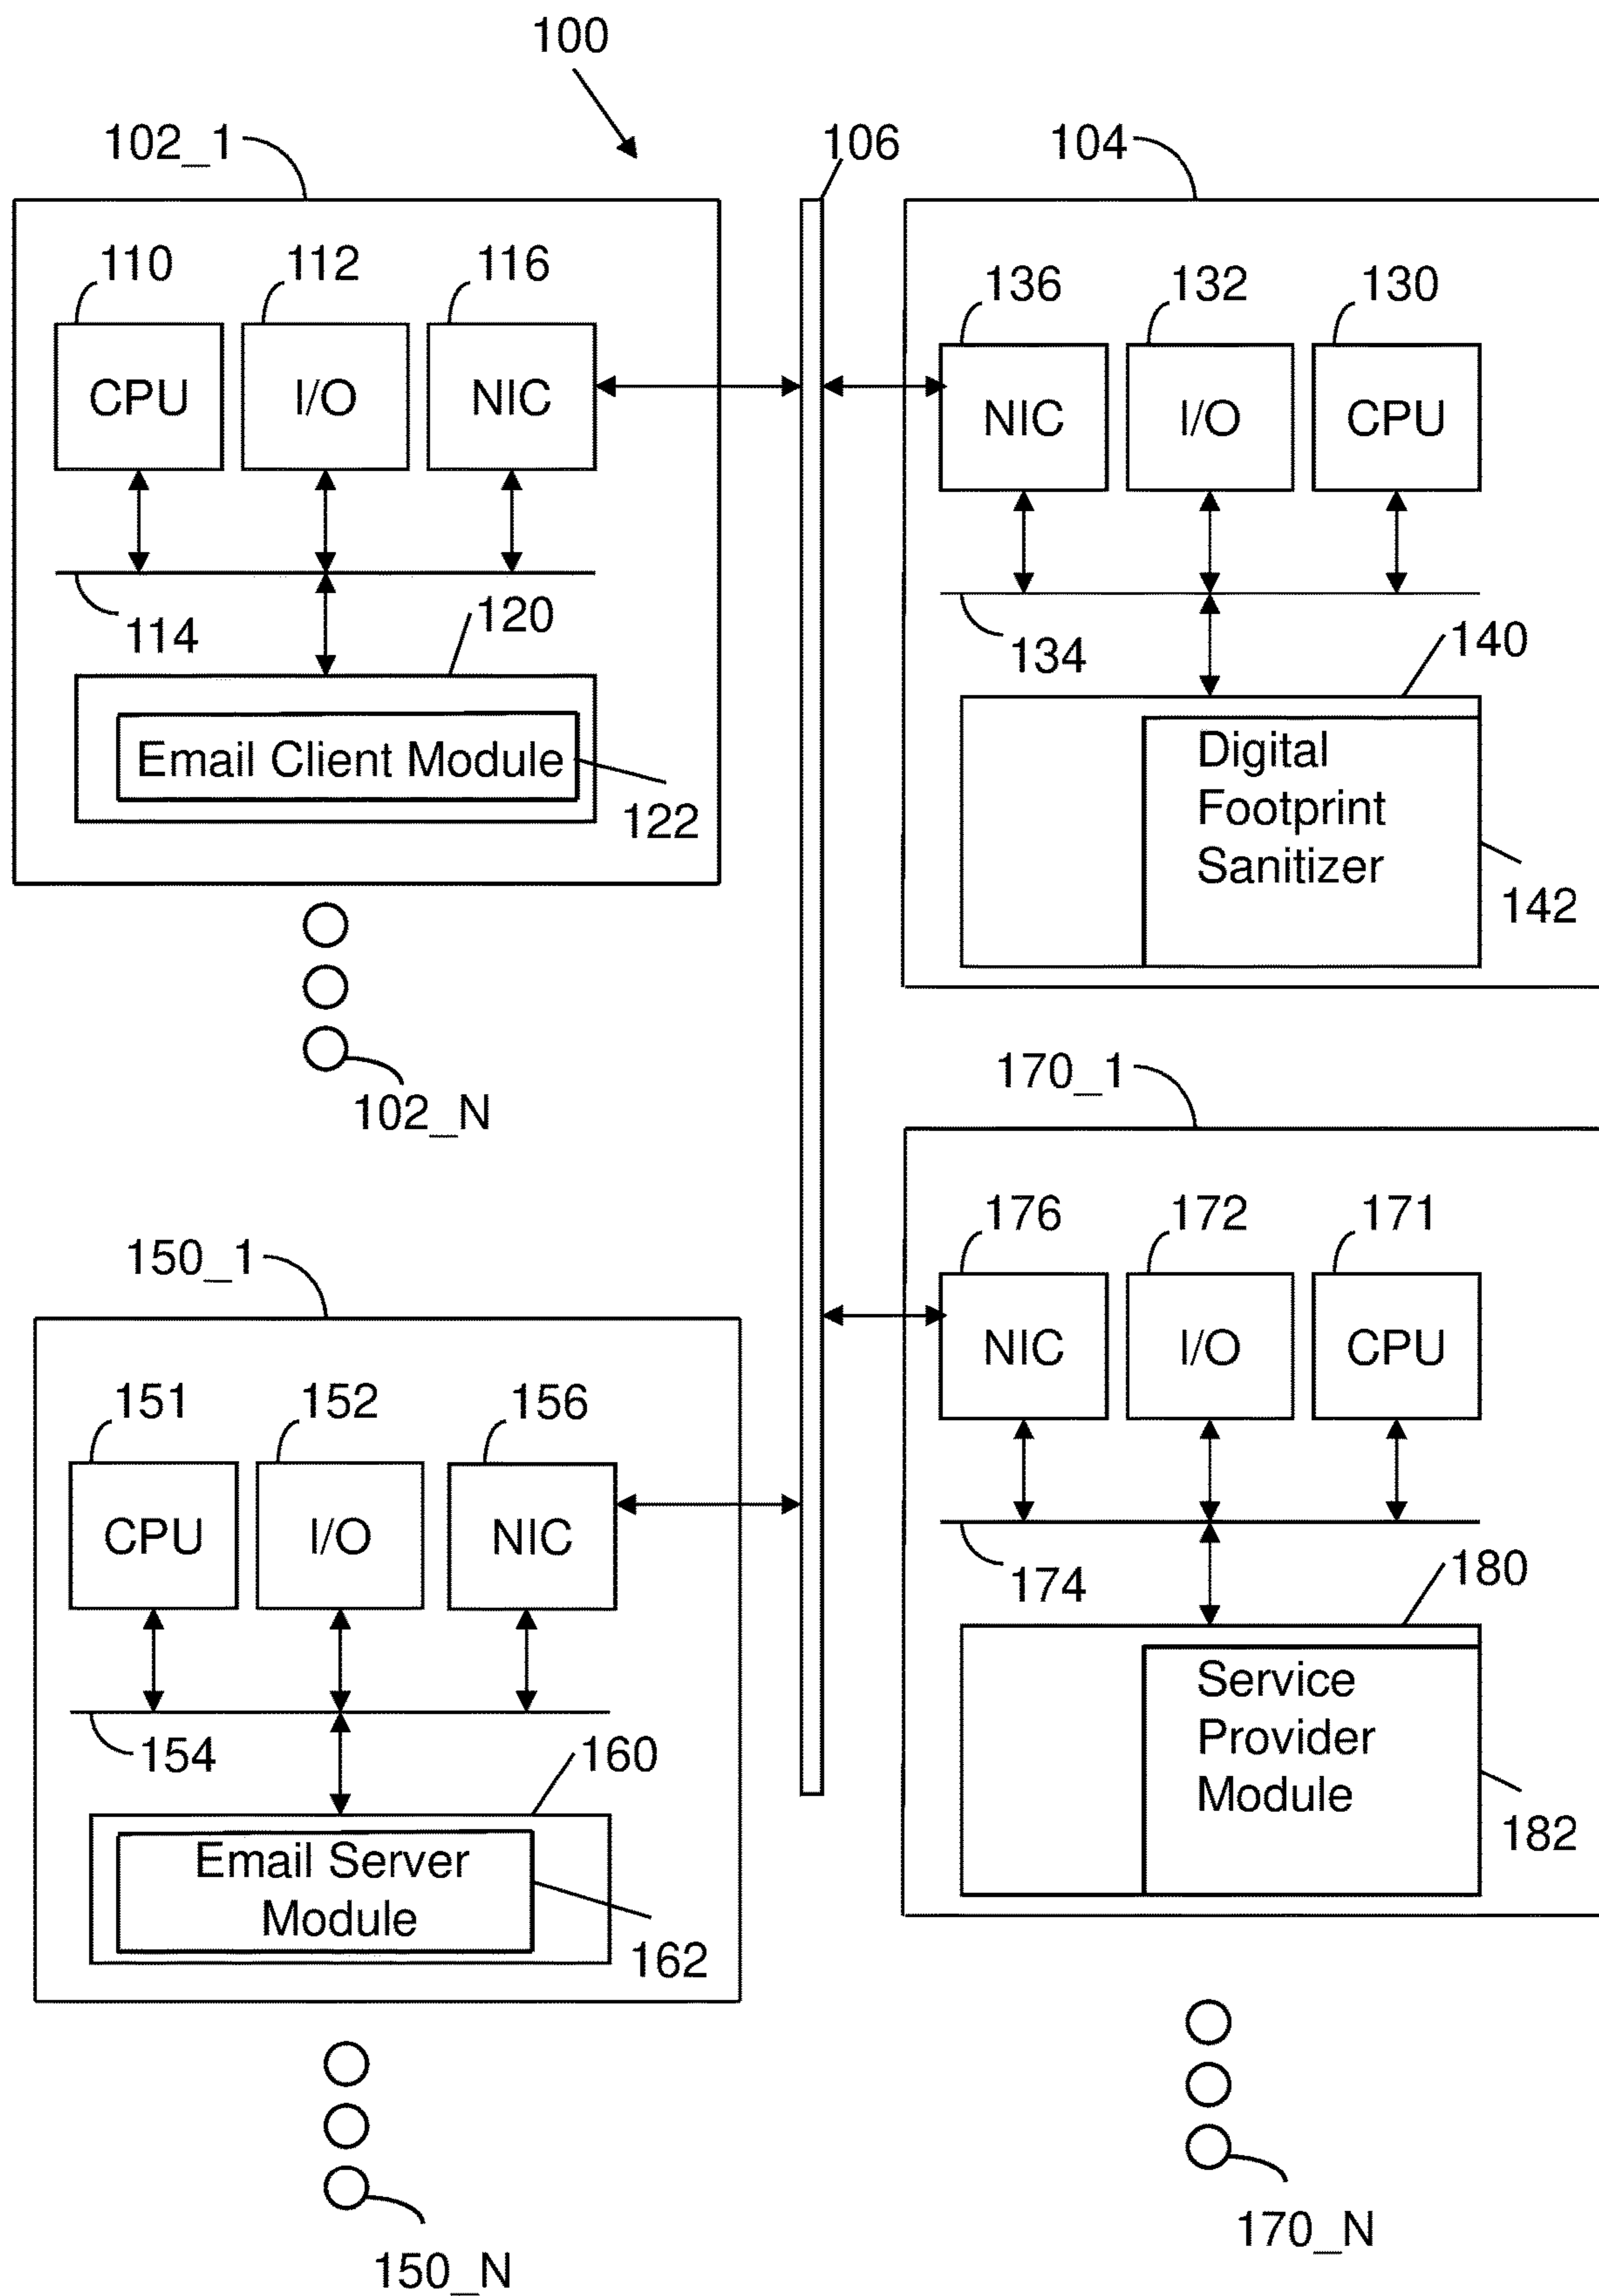 100
102_1
106
104
110
112
116
136
132
130
CPU
I/O
NIC
NIC
I/O
CPU
114
120
134
140
Email Client Module
122
Digital
Footprint
Sanitizer
142
102_N
170_1
150_1
176
172
171
NIC
I/O
CPU
151
152
156
CPU
I/O
NIC
174
180
154
160
Service
Provider
Module
182
Email Server
Module
162
150_N
170_N